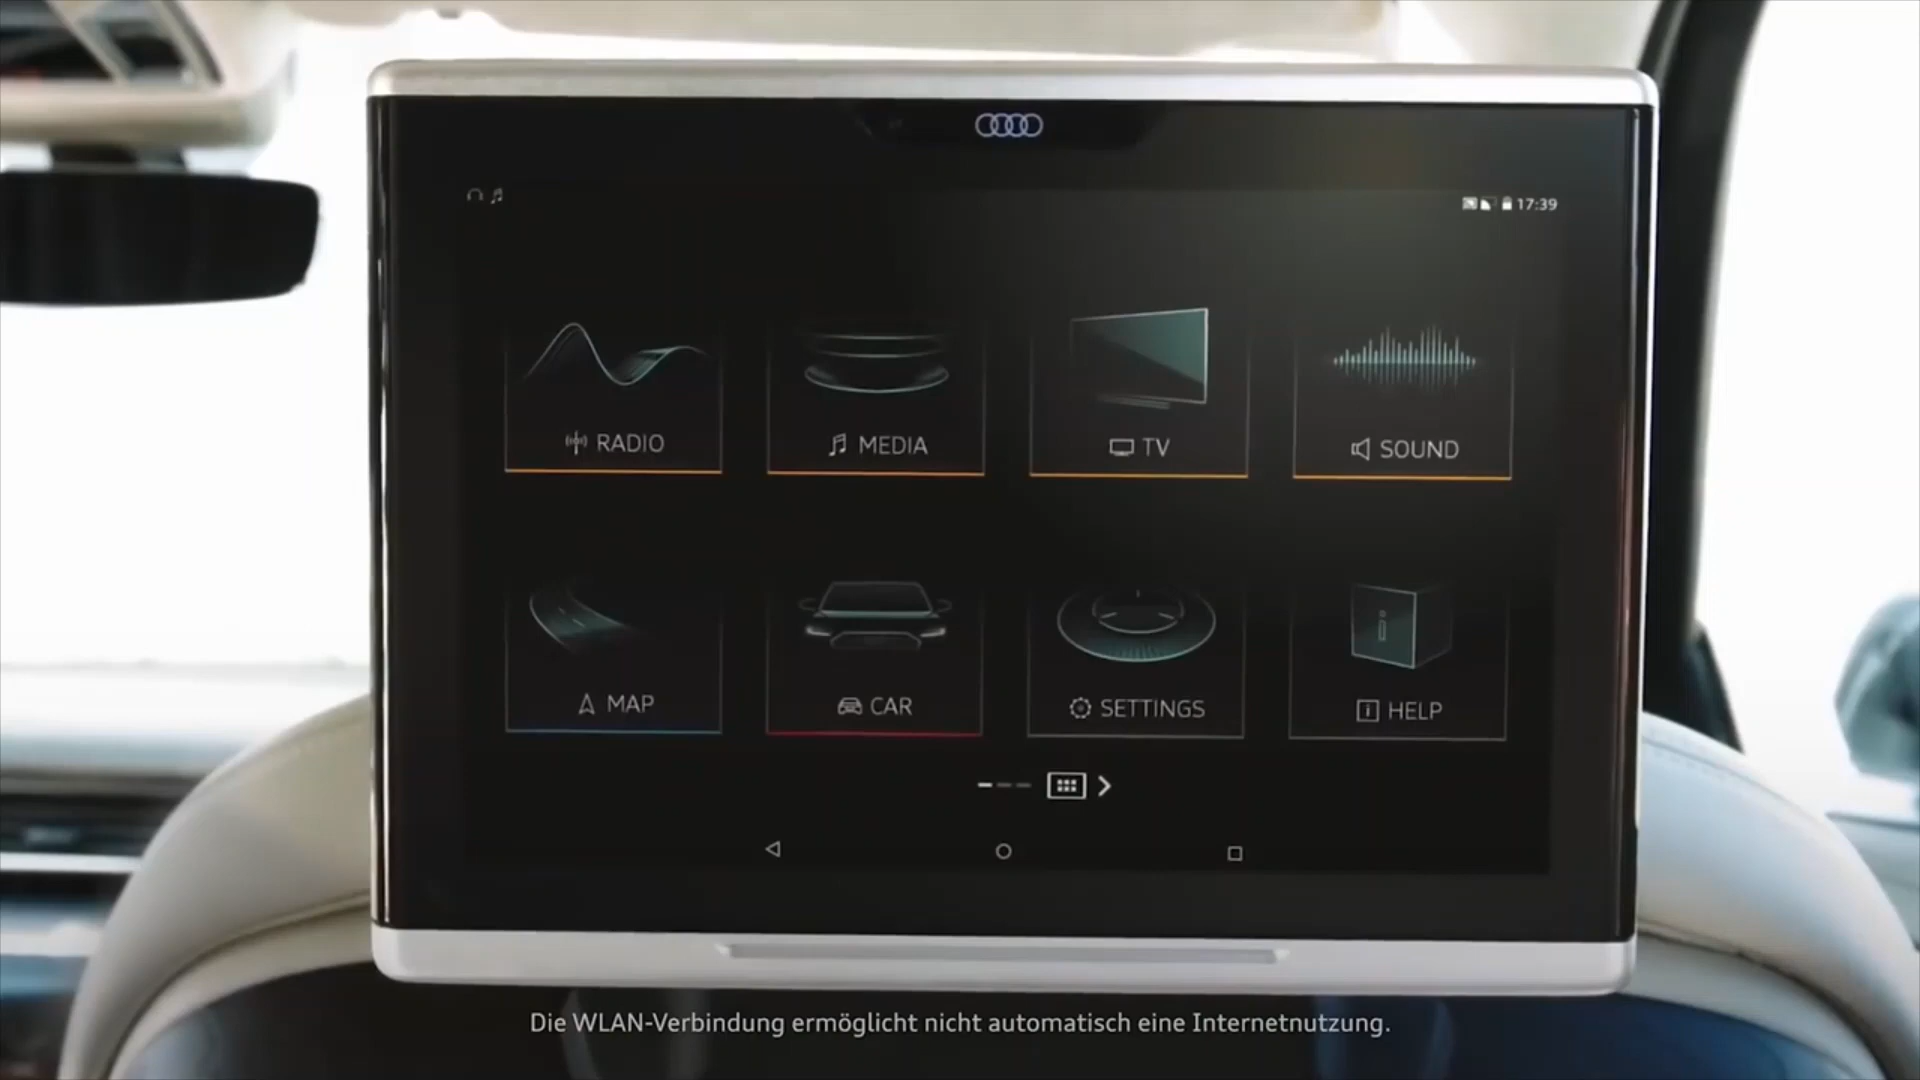 17:39
RADIO
MEDIA
TV
SOUND
MAP
CAR
SETTINGS
HELP
Die WLAN-Verbindung ermöglicht nicht automatisch eine Internetnutzung.